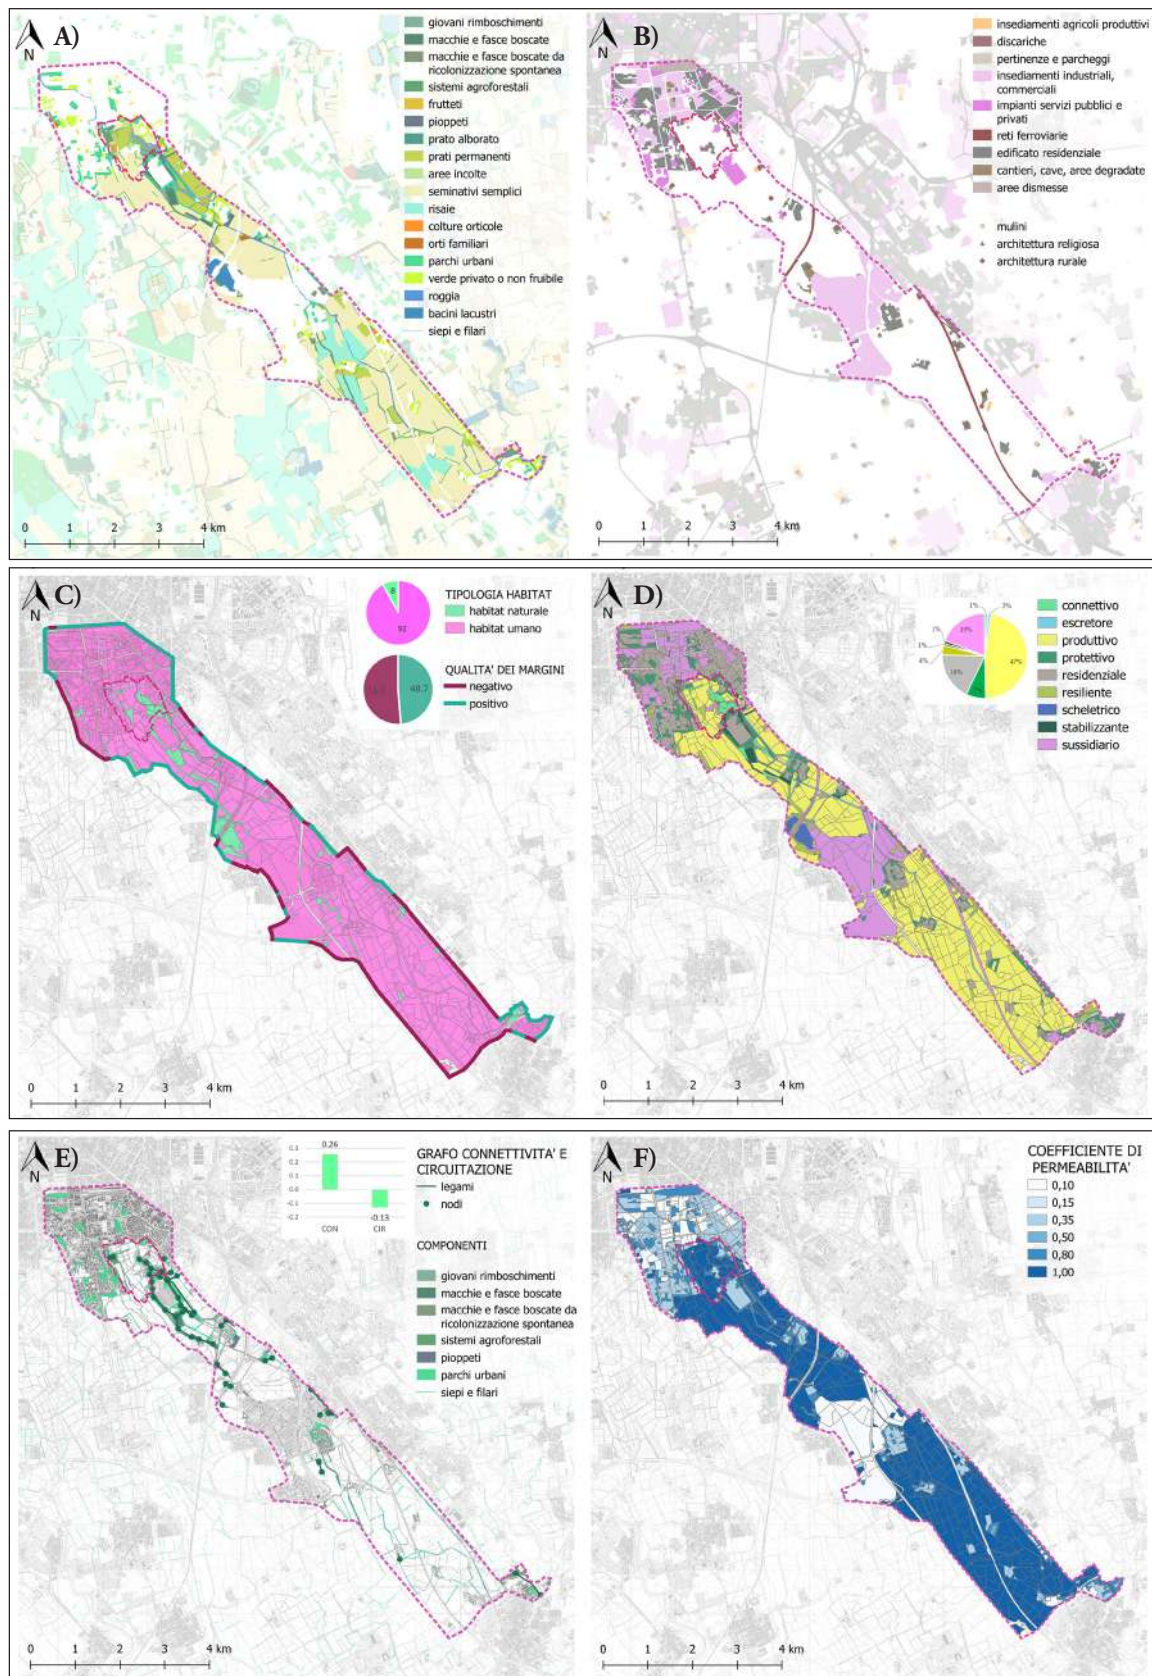 A)
N
giovani rimboschimenti
macchie e fasce boscate
macchie e fasce boscate da
ricolonizzazione spontanea
sistemi agroforestali
frutteti
pioppeti
prato alborato
prati permanenti
aree incolte
seminativi semplici
risaie
colture orticole
orti familiari
parchi urbani
verde privato o non fruibile
roggia
bacini lacustri
siepi e filari
0 1 2 3 4 km
B)
N
insediamenti agricoli produttivi
discariche
pertinenze e parcheggi
insediamenti industriali,
commerciali
impianti servizi pubblici e
privati
reti ferroviarie
edificato residenziale
cantieri, cave, aree degradate
aree dismesse
mulini
architettura religiosa
architettura rurale
0 1 2 3 4 km
C)
N
TIPOLOGIA HABITAT
habitat naturale
habitat umano
8
92
QUALITA' DEI MARGINI
negativo
positivo
48.7
0 1 2 3 4 km
D)
N
connettivo
escretore
produttivo
protettivo
residenziale
resiliente
scheletrico
stabilizzante
sussidiario
1%
47%
4%
19%
0 1 2 3 4 km
E)
N
0.26
0.3
0.2
0.1
0.0
-0.1
-0.2
-0.13
CON CIR
GRAFO CONNETTIVITA' E
CIRCUITAZIONE
legami
nodi
COMPONENTI
giovani rimboschimenti
macchie e fasce boscate
macchie e fasce boscate da
ricolonizzazione spontanea
sistemi agroforestali
pioppeti
parchi urbani
siepi e filari
0 1 2 3 4 km
F)
N
COEFFICIENTE DI
PERMEABILITA'
0,10
0,15
0,35
0,50
0,80
1,00
0 1 2 3 4 km